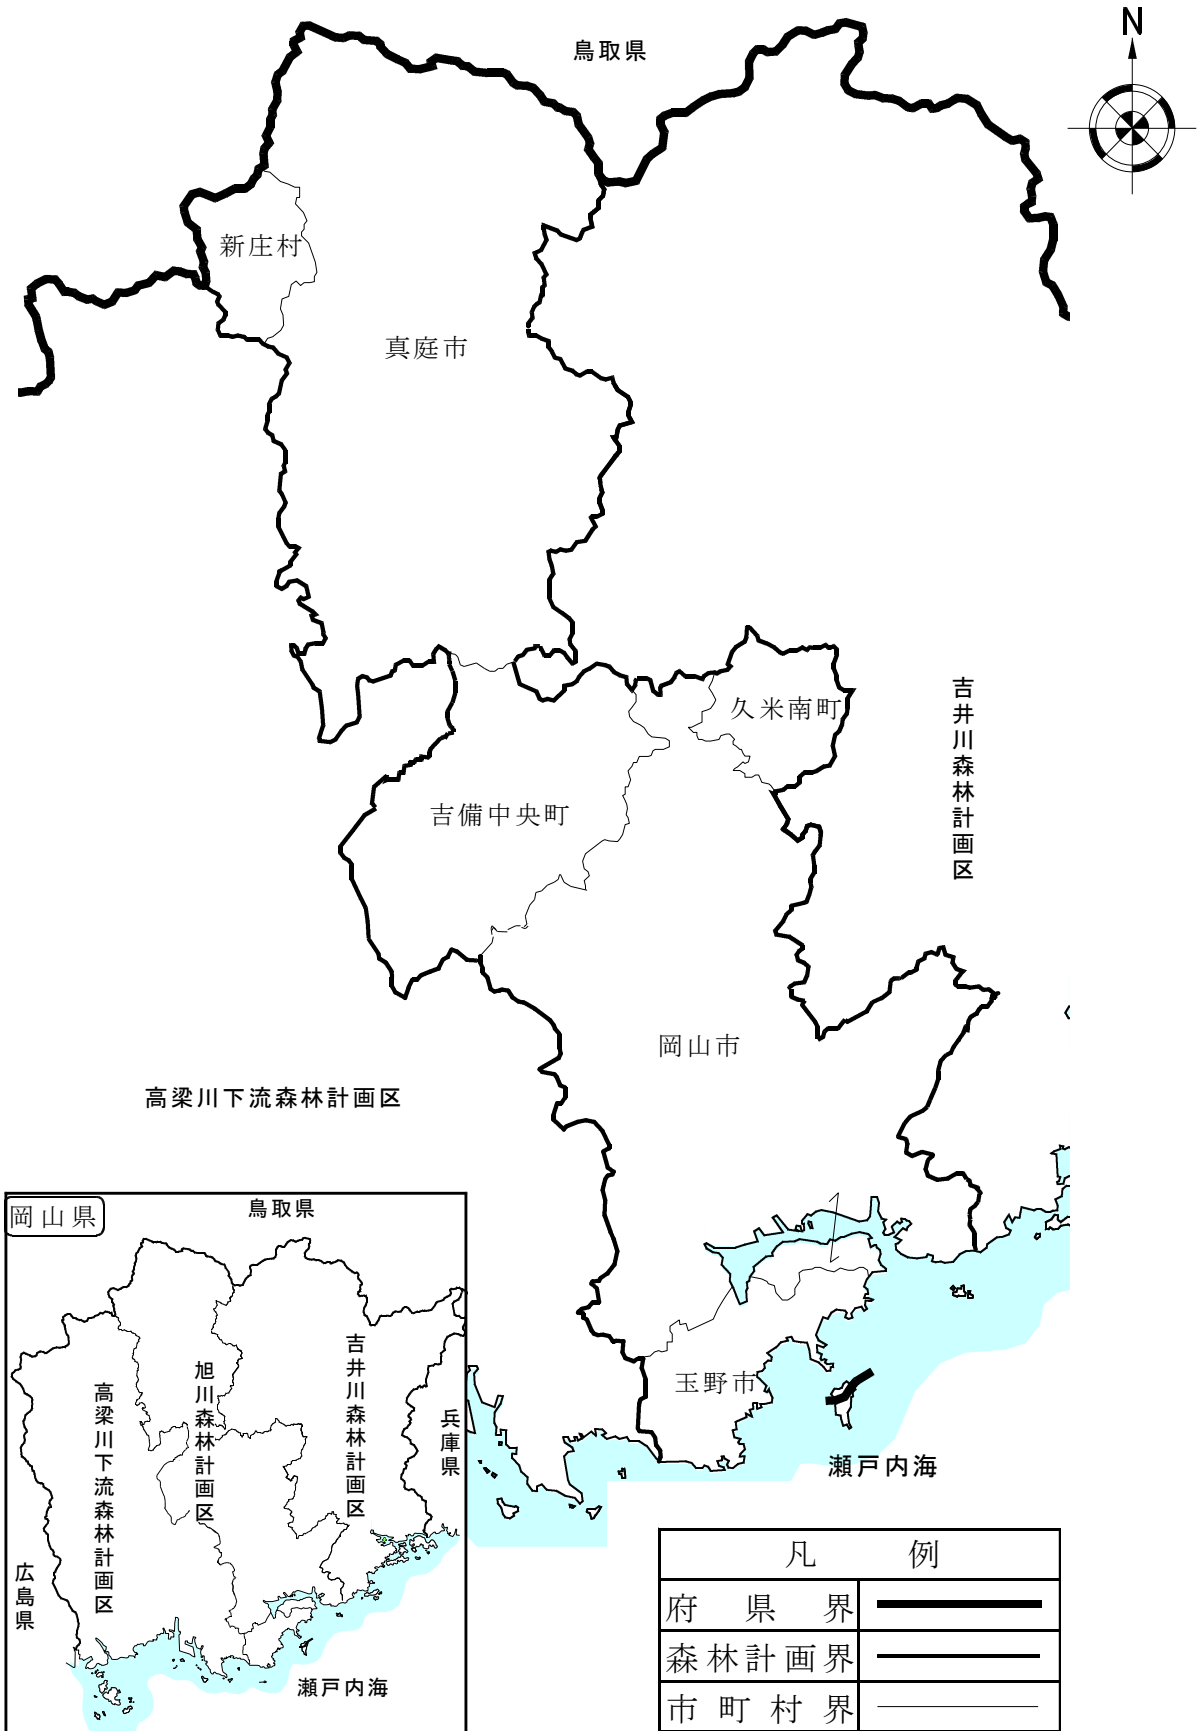 鳥取県
N
新庄村
真庭市
久米南町
吉井川森林計画区
吉備中央町
岡山市
高梁川下流森林計画区
玉野市
瀬戸内海
岡山県
鳥取県
吉井川森林計画区
旭川森林計画区
高梁川下流森林計画区
兵庫県
広島県
瀬戸内海
凡 例
府県界
森林計画界
市町村界